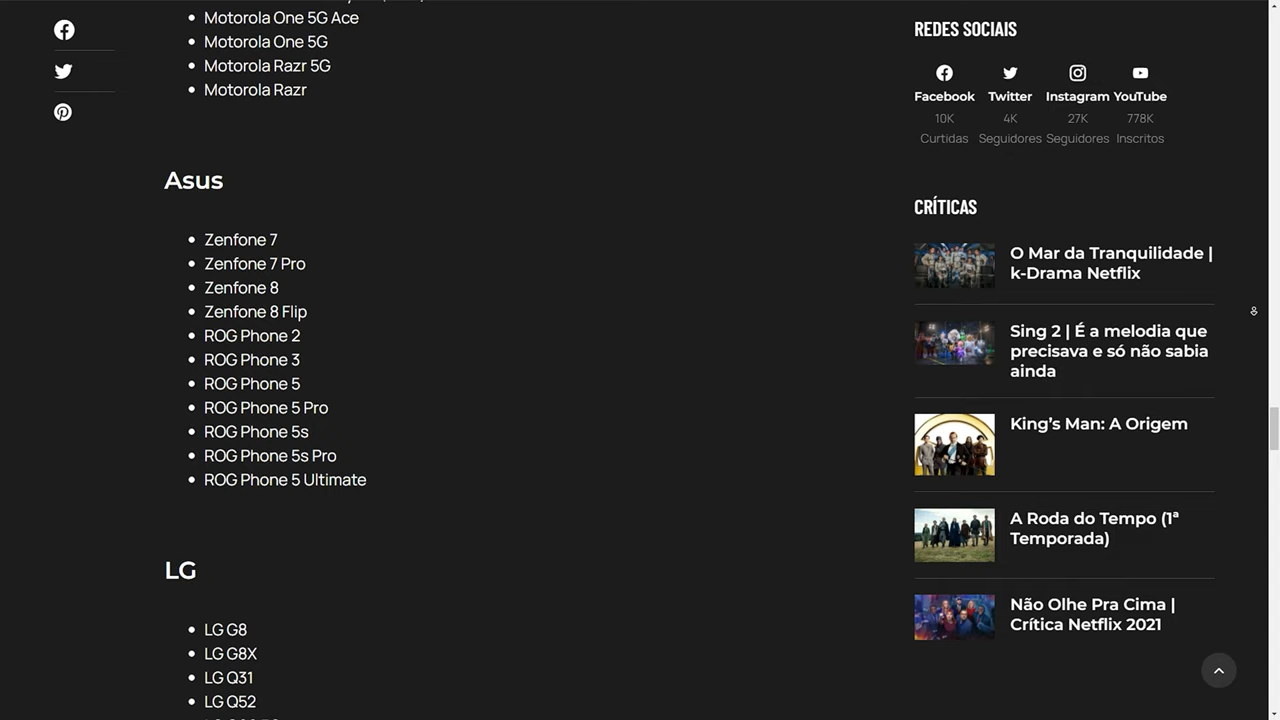 Motorola One 5G Ace
Motorola One 5G
Motorola Razr 5G
Motorola Razr
Asus
Zenfone 7
Zenfone 7 Pro
Zenfone 8
Zenfone 8 Flip
ROG Phone 2
ROG Phone 3
ROG Phone 5
ROG Phone 5 Pro
ROG Phone 5s
ROG Phone 5s Pro
ROG Phone 5 Ultimate
LG
LG G8
LG G8X
LG Q31
LG Q52
REDES SOCIAIS
Facebook Twitter Instagram YouTube
10K 4K 27K 778K
Curtidas Seguidores Seguidores Inscritos
CRÍTICAS
O Mar da Tranquilidade |
k-Drama Netflix
Sing 2 | É a melodia que
precisava e só não sabia
ainda
King’s Man: A Origem
A Roda do Tempo (1ª
Temporada)
Não Olhe Pra Cima |
Crítica Netflix 2021